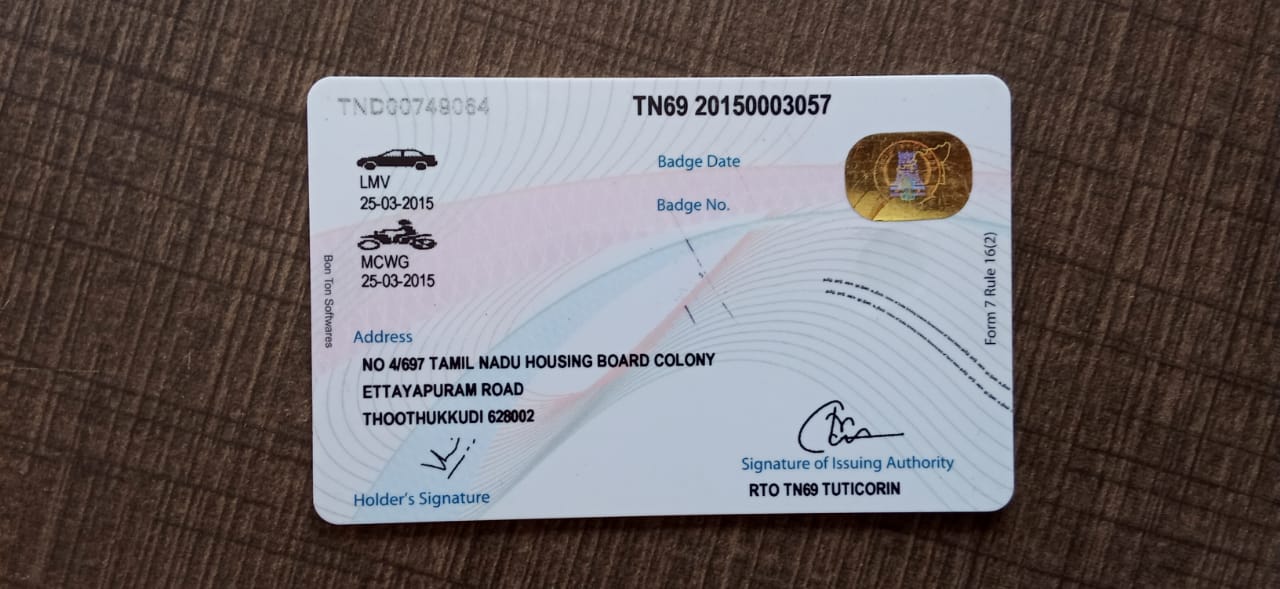 TND00749064
TN69 20150003057
LMV
25-03-2015
Badge Date
Badge No.
MCWG
25-03-2015
Bon Ton Softwares
Form 7 Rule 16(2)
Address
NO 4/697 TAMIL NADU HOUSING BOARD COLONY
ETTAYAPURAM ROAD
THOOTHUKKUDI 628002
Holder's Signature
Signature of Issuing Authority
RTO TN69 TUTICORIN